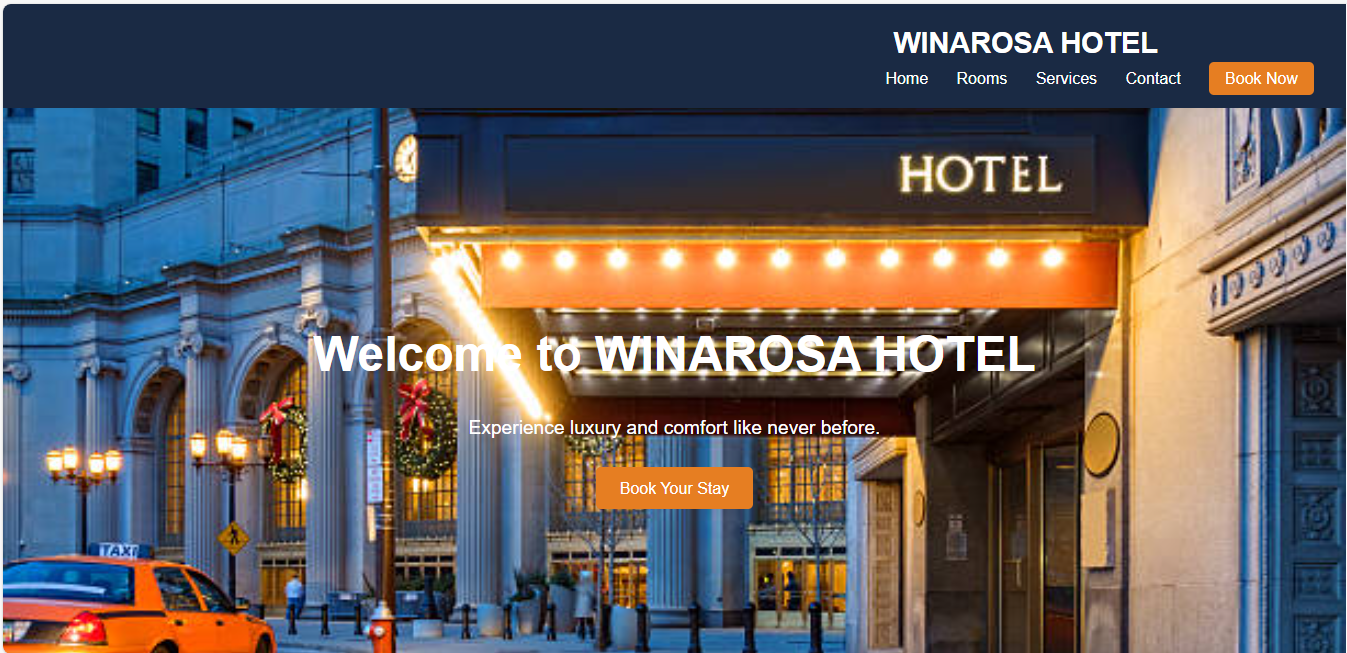 WINAROSA HOTEL
Home Rooms Services Contact Book Now
HOTEL
Welcome to WINAROSA HOTEL
Experience luxury and comfort like never before.
Book Your Stay
TAXI